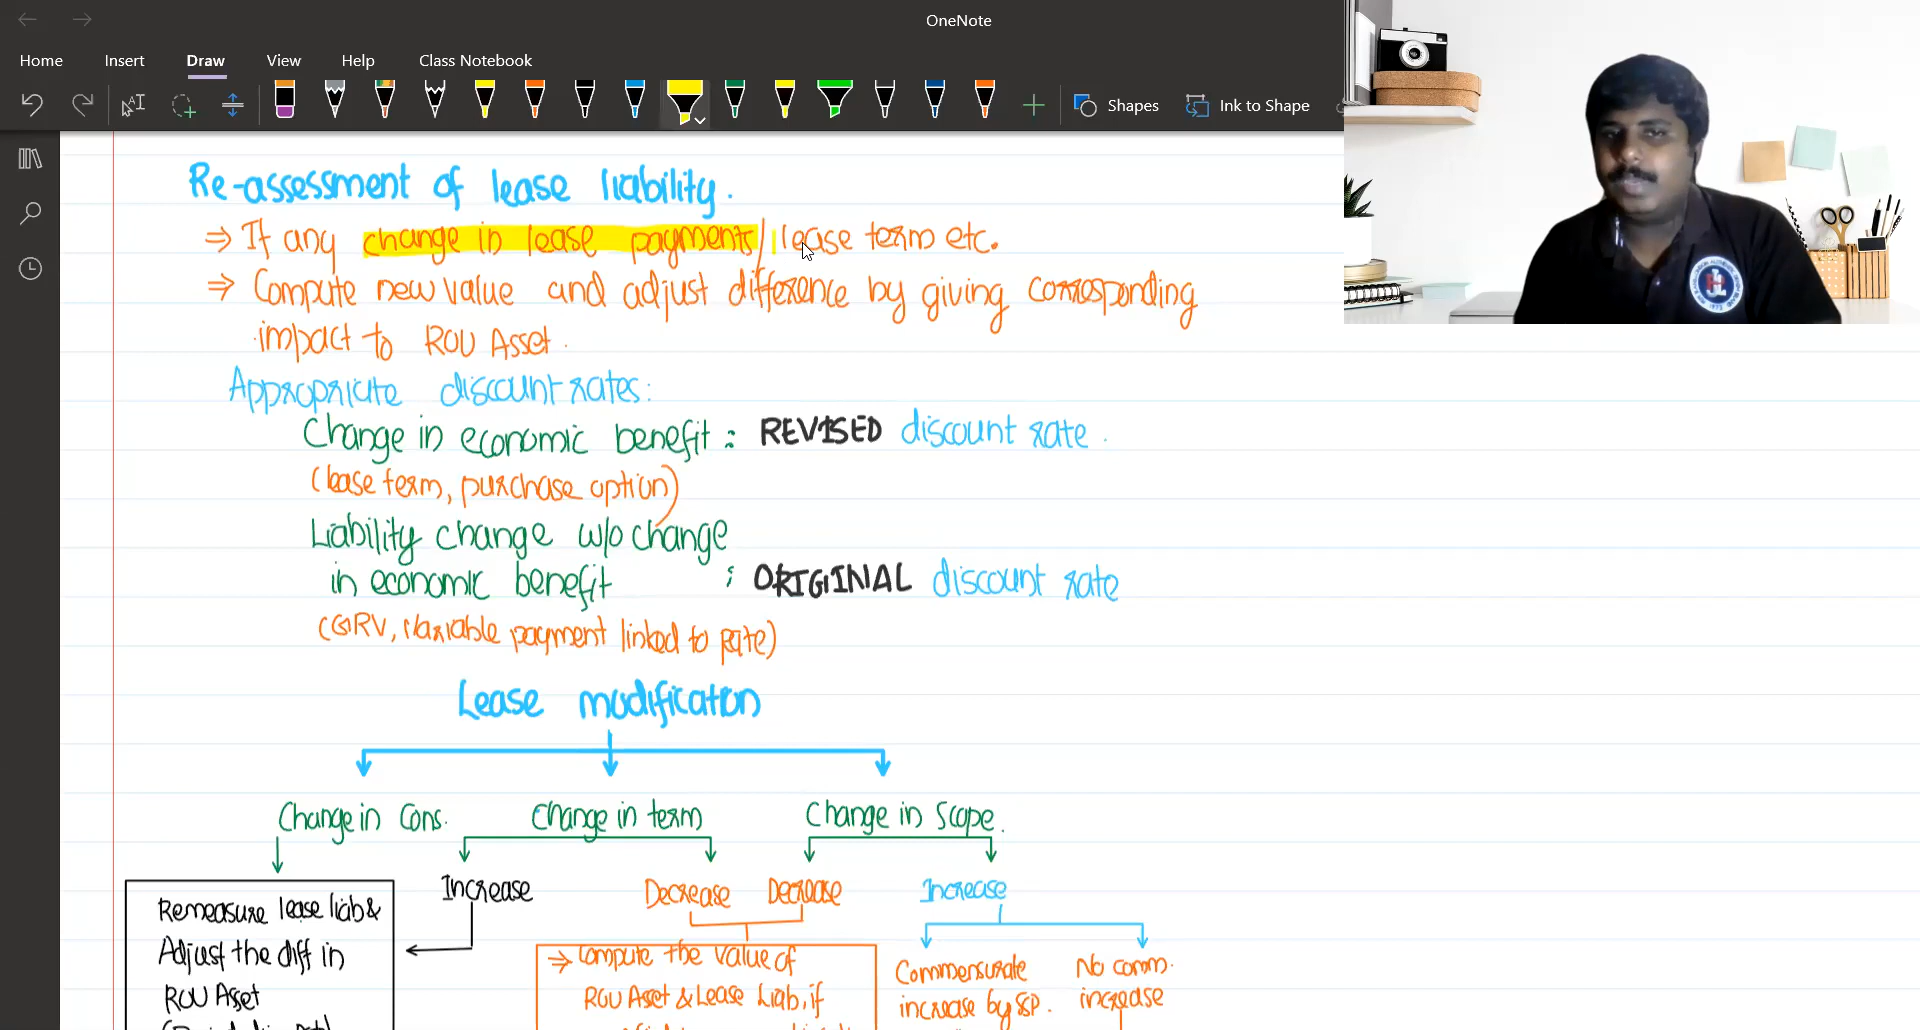 OneNote
Home Insert Draw View Help Class Notebook
Shapes Ink to Shape
Re-assessment of lease liability.
⇒ If any change in lease payments/ lease term etc.
⇒ Compute new value and adjust difference by giving corresponding
impact to ROU Asset.
Appropriate discount rates:
Change in economic benefit : REVISED discount rate.
(lease term, purchase option)
Liability change w/o change
in economic benefit : ORIGINAL discount rate
(GRV, Variable payment linked to rate)
Lease modification
Change in Cons. Change in term Change in Scope.
Increase Decrease Decrease Increase
Remeasure lease liab &
Adjust the diff in
ROU Asset
⇒ Compute the value of
ROU Asset & Lease Liab, if
Commensurate
increase by SSP.
No comm.
increase